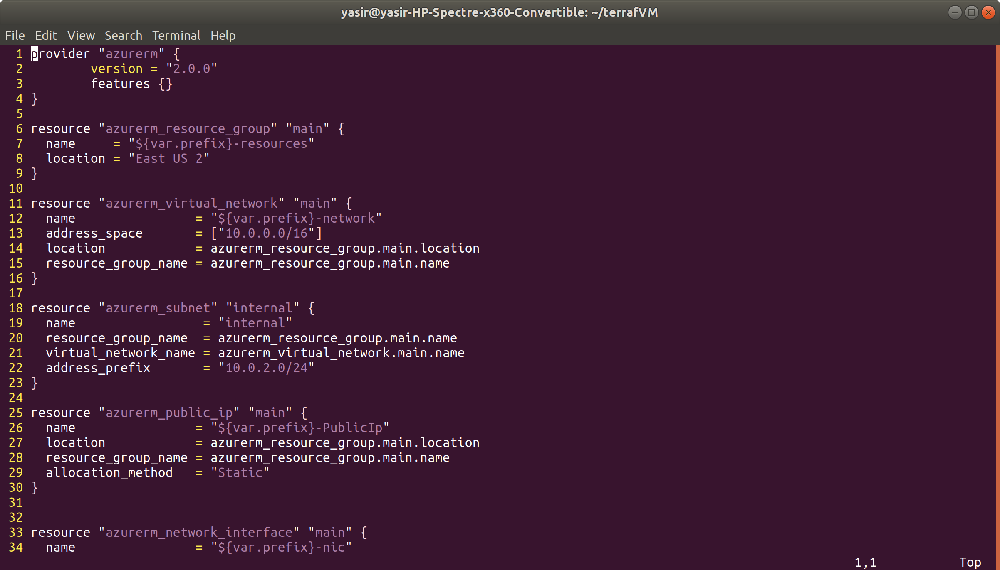 yasir@yasir-HP-Spectre-x360-Convertible: ~/terrafVM
File Edit View Search Terminal Help
1 provider "azurerm" {
2         version = "2.0.0"
3         features {}
4 }
5
6 resource "azurerm_resource_group" "main" {
7   name     = "${var.prefix}-resources"
8   location = "East US 2"
9 }
10
11 resource "azurerm_virtual_network" "main" {
12   name                = "${var.prefix}-network"
13   address_space       = ["10.0.0.0/16"]
14   location            = azurerm_resource_group.main.location
15   resource_group_name = azurerm_resource_group.main.name
16 }
17
18 resource "azurerm_subnet" "internal" {
19   name                 = "internal"
20   resource_group_name  = azurerm_resource_group.main.name
21   virtual_network_name = azurerm_virtual_network.main.name
22   address_prefix       = "10.0.2.0/24"
23 }
24
25 resource "azurerm_public_ip" "main" {
26   name                = "${var.prefix}-PublicIp"
27   location            = azurerm_resource_group.main.location
28   resource_group_name = azurerm_resource_group.main.name
29   allocation_method   = "Static"
30 }
31
32
33 resource "azurerm_network_interface" "main" {
34   name                = "${var.prefix}-nic"
1,1 Top